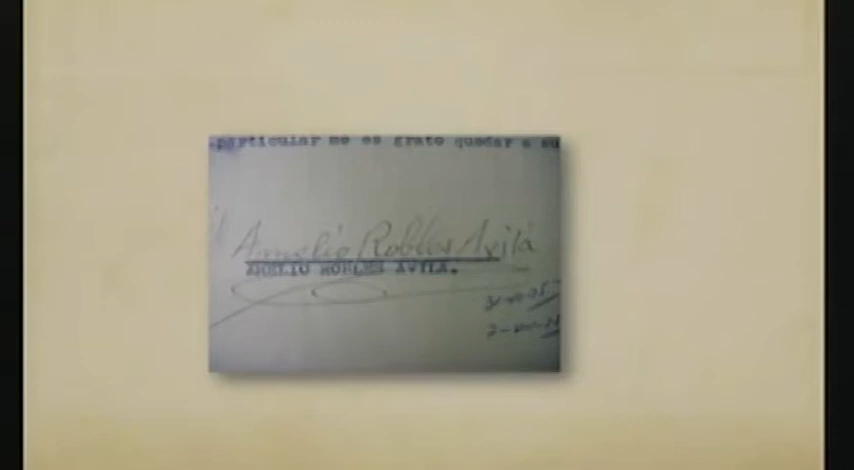 particular me es grato quedar a su
Amelio Robles Avila
AMELIO ROBLES AVILA.